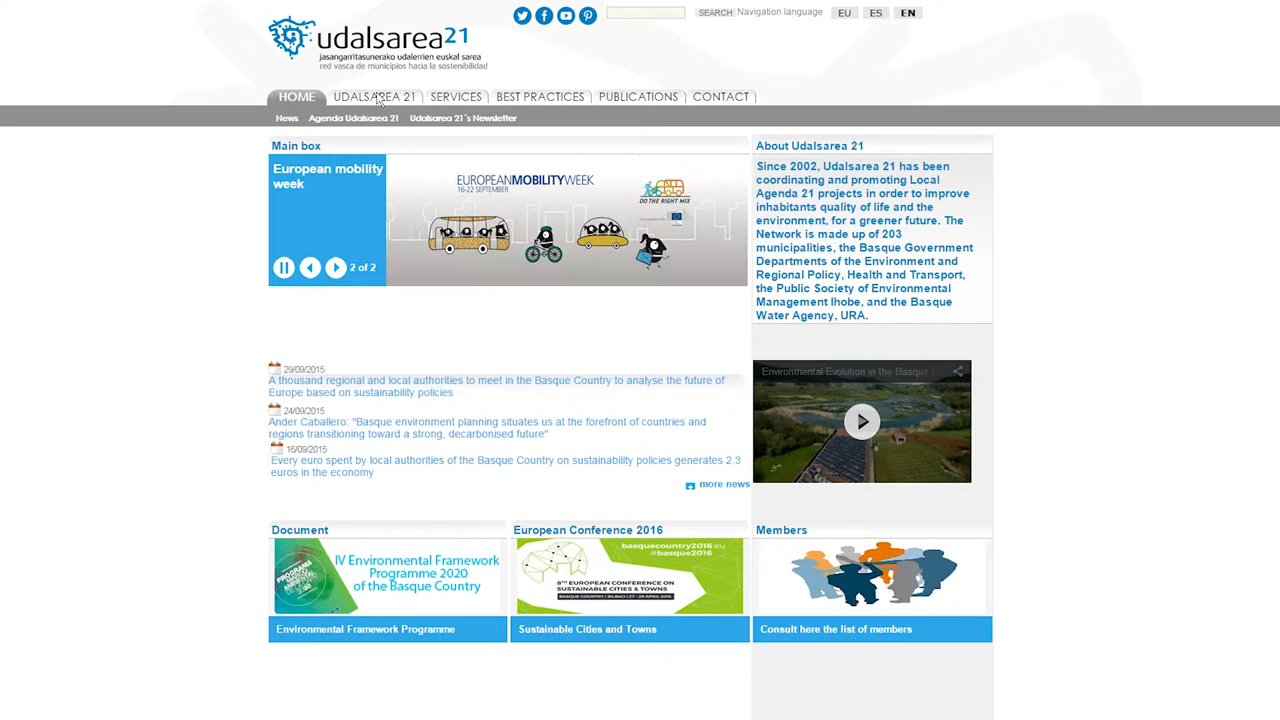 udalsarea21
jasangarritasunerako udalerrien euskal sarea
red vasca de municipios hacia la sostenibilidad
SEARCH Navigation language EU ES EN
HOME UDALSAREA 21 SERVICES BEST PRACTICES PUBLICATIONS CONTACT
News Agenda Udalsarea 21 Udalsarea 21´s Newsletter
Main box
European mobility
week
2 of 2
EUROPEANMOBILITYWEEK
16-22 SEPTEMBER
DO THE RIGHT MIX
About Udalsarea 21
Since 2002, Udalsarea 21 has been
coordinating and promoting Local
Agenda 21 projects in order to improve
inhabitants quality of life and the
environment, for a greener future. The
Network is made up of 203
municipalities, the Basque Government
Departments of the Environment and
Regional Policy, Health and Transport,
the Public Society of Environmental
Management Ihobe, and the Basque
Water Agency, URA.
29/09/2015
A thousand regional and local authorities to meet in the Basque Country to analyse the future of
Europe based on sustainability policies
24/09/2015
Ander Caballero: "Basque environment planning situates us at the forefront of countries and
regions transitioning toward a strong, decarbonised future"
16/09/2015
Every euro spent by local authorities of the Basque Country on sustainability policies generates 2.3
euros in the economy
more news
Environmental Evolution in the Basque C
Document
IV Environmental Framework
Programme 2020
of the Basque Country
Environmental Framework Programme
European Conference 2016
basquecountry2016.eu
#basque2016
8TH EUROPEAN CONFERENCE ON
SUSTAINABLE CITIES & TOWNS
BASQUE COUNTRY | BILBAO | 27 - 29 APRIL 2016
Sustainable Cities and Towns
Members
Consult here the list of members